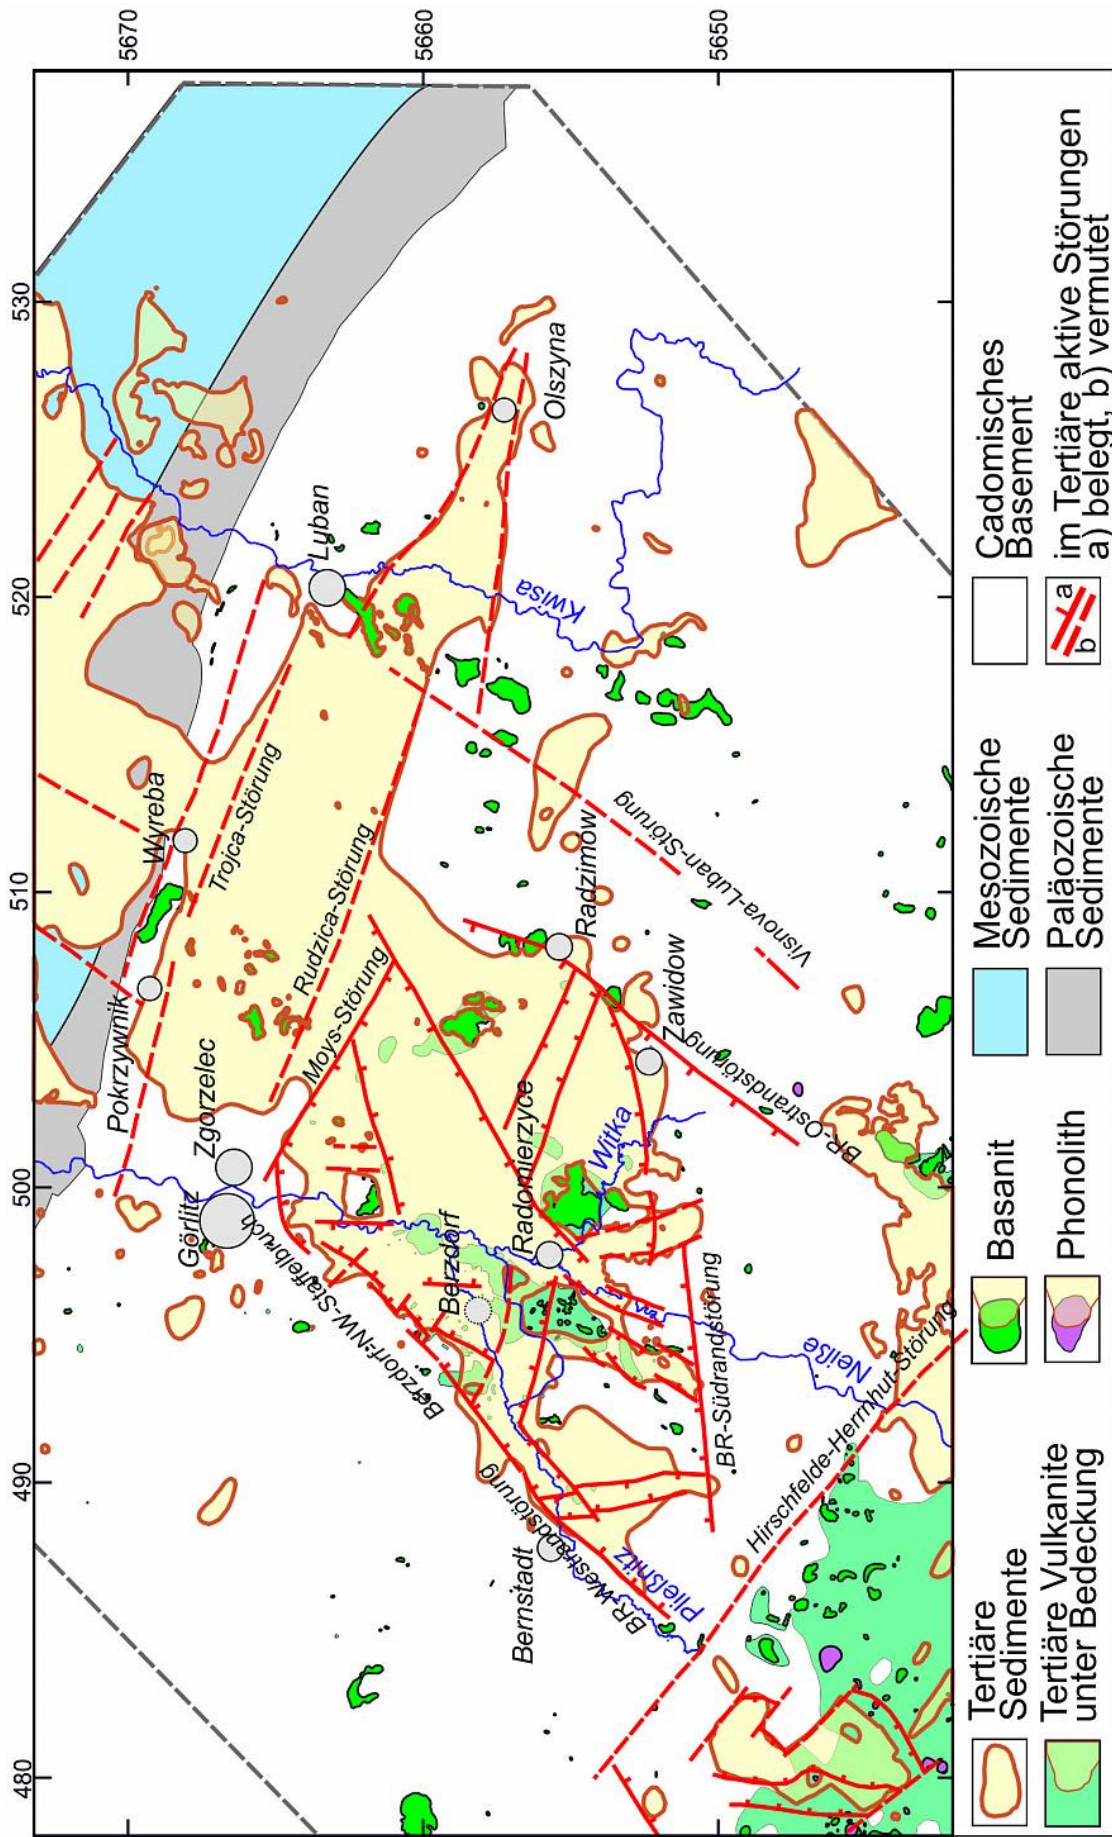 480
490
500
510
520
530
5670
5660
5650
Pokrzywnik
Wyreba
Görlitz
Zgorzelec
Trojca-Störung
Lyban
Rudzica-Störung
Moys-Störung
Berzdorf-NW-Staffelbruch
Berzdorf
Olszyna
Kwisa
Radomierzyce
Radzimow
Bernstadt
BR-Westrandstörung
Witka
Zawidow
Visnova-Luban-Störung
Pließnitz
BR-Südrandstörung
BR-Ostrandstörung
Neiße
Hirschfelde-Herrnhut-Störung
Tertiäre
Sedimente
Basanit
Mesozoische
Sedimente
Cadomisches
Basement
Tertiäre Vulkanite
unter Bedeckung
Phonolith
Paläozoische
Sedimente
a
b
im Tertiäre aktive Störungen
a) belegt, b) vermutet